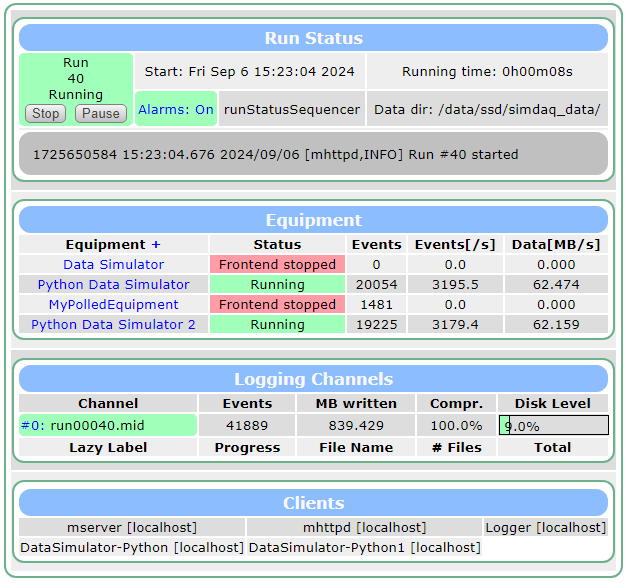 Run Status
Run
40
Running
Stop Pause
Start: Fri Sep 6 15:23:04 2024 Running time: 0h00m08s
Alarms: On runStatusSequencer Data dir: /data/ssd/simdaq_data/
1725650584 15:23:04.676 2024/09/06 [mhttpd,INFO] Run #40 started
Equipment
Equipment + Status Events Events[/s] Data[MB/s]
Data Simulator Frontend stopped 0 0.0 0.000
Python Data Simulator Running 20054 3195.5 62.474
MyPolledEquipment Frontend stopped 1481 0.0 0.000
Python Data Simulator 2 Running 19225 3179.4 62.159
Logging Channels
Channel Events MB written Compr. Disk Level
#0: run00040.mid 41889 839.429 100.0% 9.0%
Lazy Label Progress File Name # Files Total
Clients
mserver [localhost] mhttpd [localhost] Logger [localhost]
DataSimulator-Python [localhost] DataSimulator-Python1 [localhost]